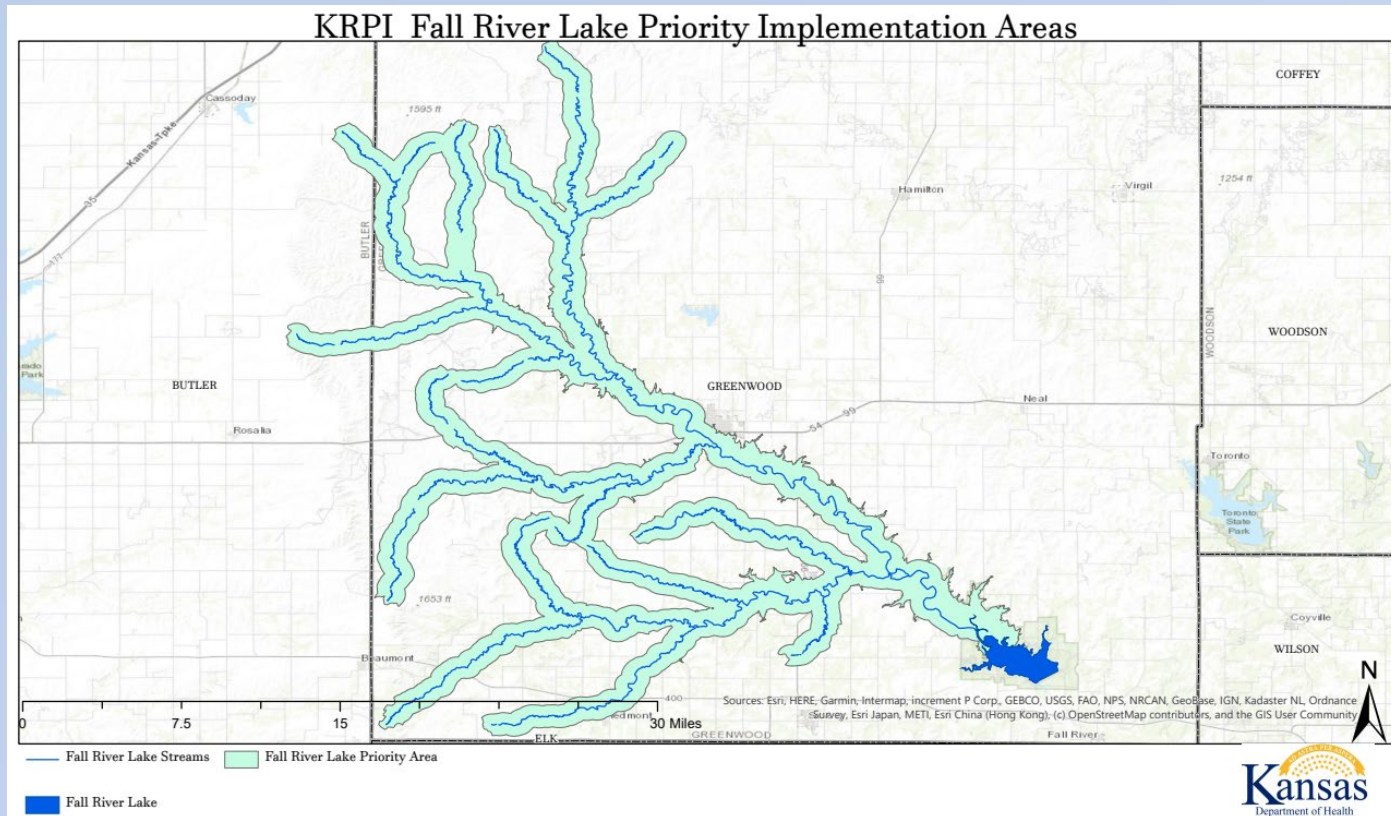 KRPI Fall River Lake Priority Implementation Areas
COFFEY
Cassoday
1595 ft
Kansas-Tpke
35
Hamilton
Virgil
1254 ft
BUTLER
WOODSON
WOODSON
BUTLER
GREENWOOD
Neal
54
99
Rosalia
Toronto
Toronto
State
Park
1653 ft
Coyville
WILSON
Beaumont
N
0
7.5
15
30 Miles
400
Sources: Esri, HERE, Garmin, Intermap, increment P Corp., GEBCO, USGS, FAO, NPS, NRCAN, GeoBase, IGN, Kadaster NL, Ordnance
Survey, Esri Japan, METI, Esri China (Hong Kong), (c) OpenStreetMap contributors, and the GIS User Community
ELK
GREENWOOD
Fall River
Fall River Lake Streams
Fall River Lake Priority Area
Fall River Lake
Kansas
Department of Health